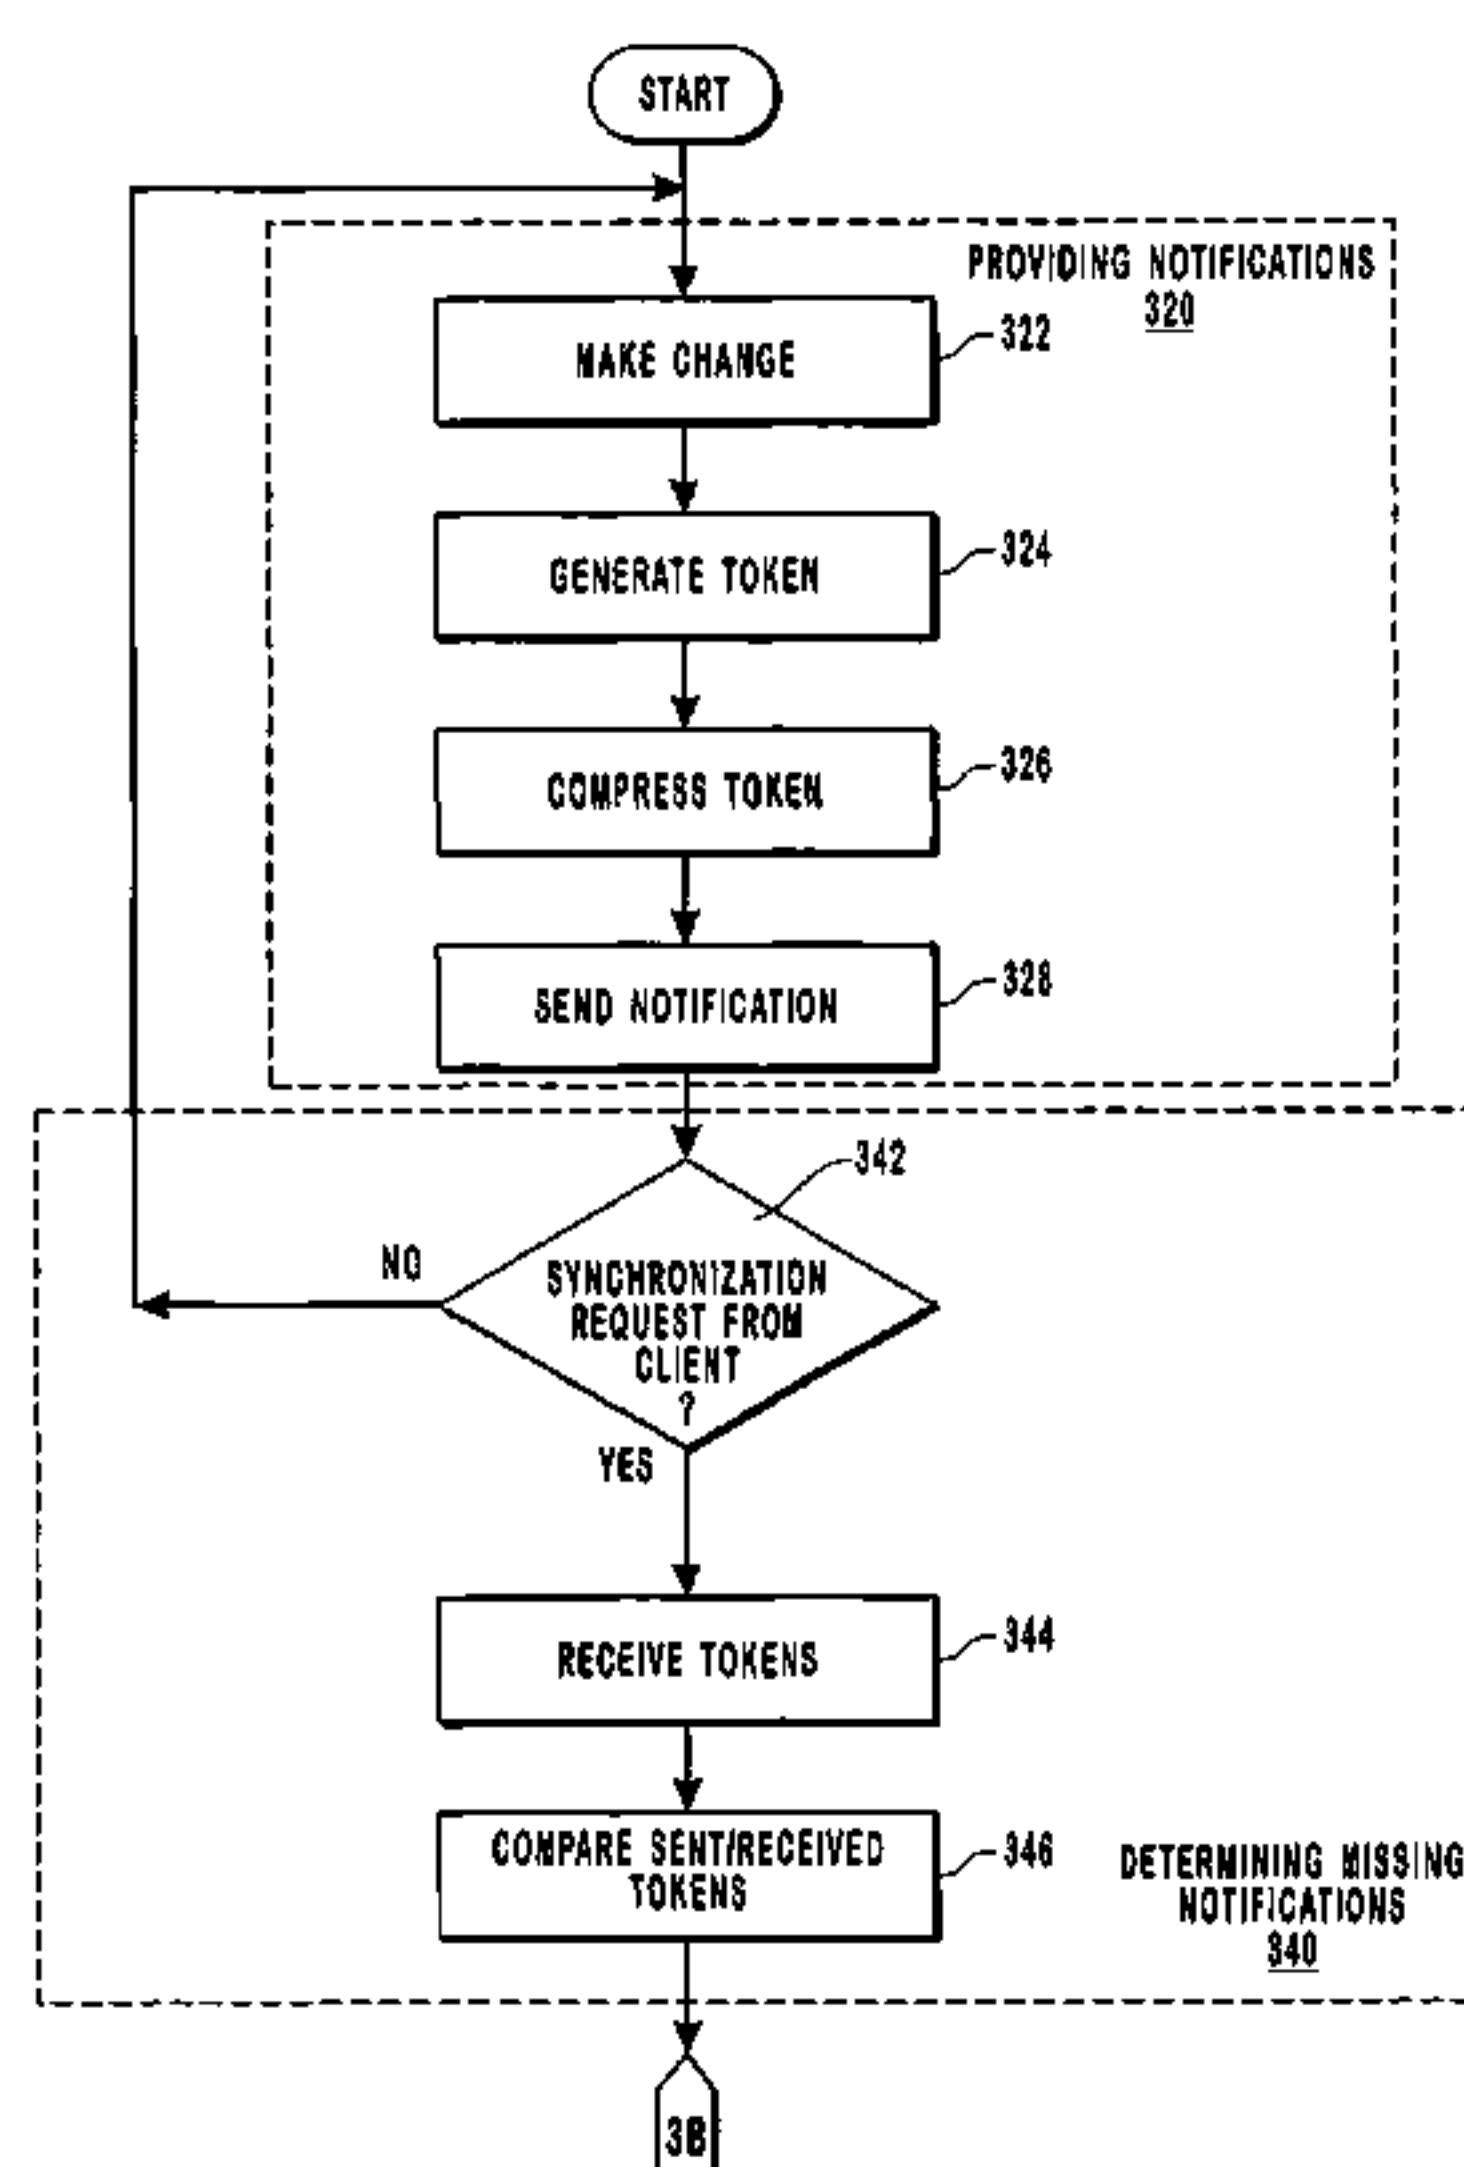 START
PROVIDING NOTIFICATIONS
320
MAKE CHANGE
322
GENERATE TOKEN
324
COMPRESS TOKEN
326
SEND NOTIFICATION
328
342
NO
SYNCHRONIZATION
REQUEST FROM
CLIENT
?
YES
RECEIVE TOKENS
344
COMPARE SENT/RECEIVED
TOKENS
346
DETERMINING MISSING
NOTIFICATIONS
340
3B